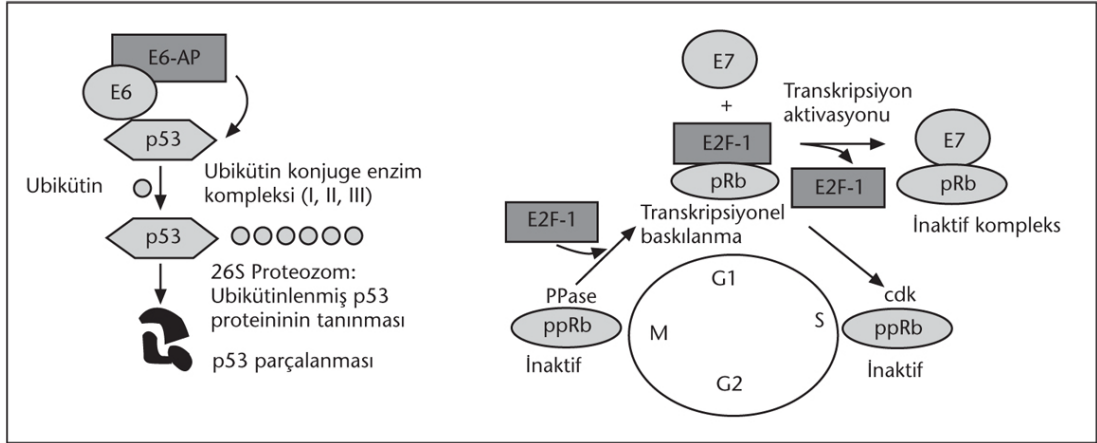 E6-AP
E6
p53
Ubikütin
Ubikütin konjuge enzim
kompleksi (I, II, III)
p53
26S Proteozom:
Ubikütinlenmiş p53
proteininin tanınması
p53 parçalanması
E7
+
Transkripsiyon
aktivasyonu
E2F-1
pRb
E2F-1
E7
pRb
İnaktif kompleks
Transkripsiyonel
baskılanma
E2F-1
PPase
ppRb
İnaktif
G1
M
S
G2
cdk
ppRb
İnaktif